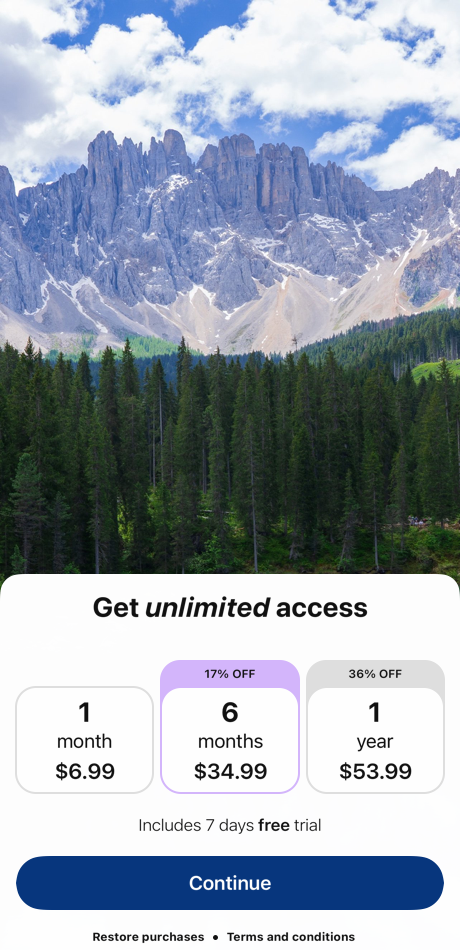 Get unlimited access
17% OFF
36% OFF
1
month
$6.99
6
months
$34.99
1
year
$53.99
Includes 7 days free trial
Continue
Restore purchases • Terms and conditions